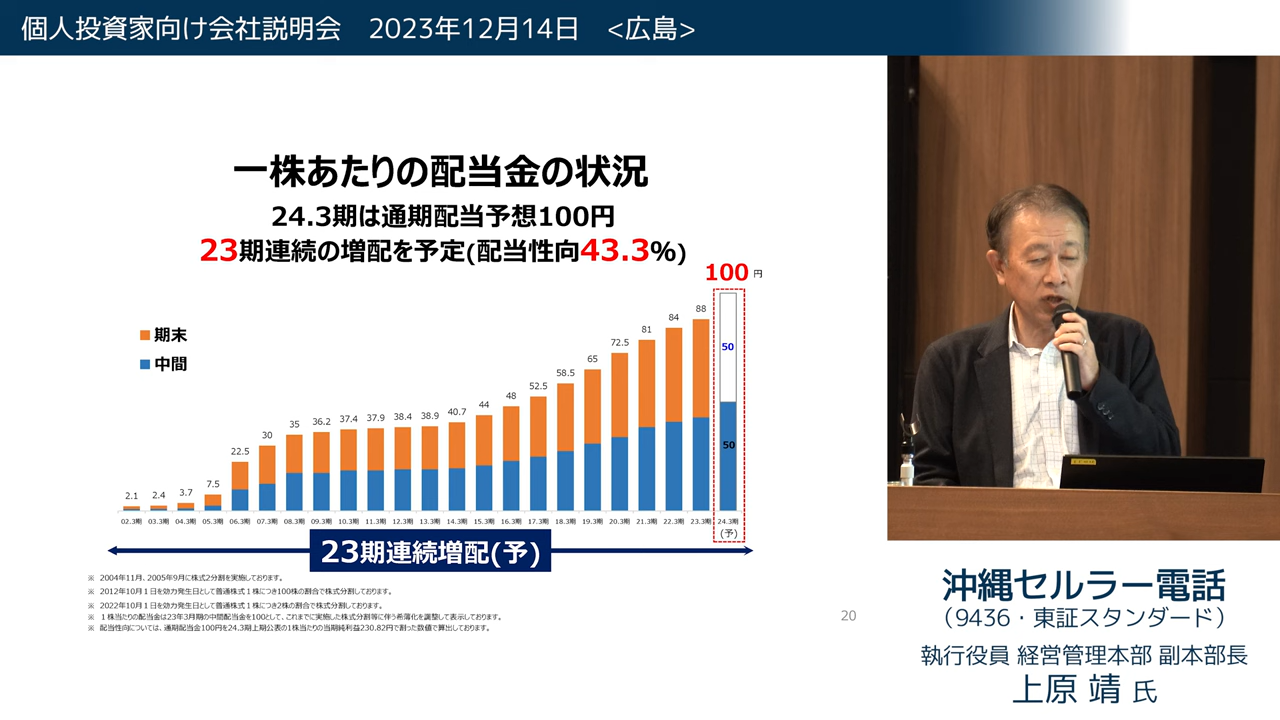 個人投資家向け会社説明会　2023年12月14日　<広島>
一株あたりの配当金の状況
24.3期は通期配当予想100円
23期連続の増配を予定(配当性向43.3%)
100 円
期末
中間
2.1 2.4 3.7 7.5 22.5 30 35 36.2 37.4 37.9 38.4 38.9 40.7 44 48 52.5 58.5 65 72.5 81 84 88
50
50
02.3期 03.3期 04.3期 05.3期 06.3期 07.3期 08.3期 09.3期 10.3期 11.3期 12.3期 13.3期 14.3期 15.3期 16.3期 17.3期 18.3期 19.3期 20.3期 21.3期 22.3期 23.3期 24.3期
(予)
23期連続増配(予)
※ 2004年11月、2005年9月に株式2分割を実施しております。
※ 2012年10月1日を効力発生日として普通株式１株につき100株の割合で株式分割しております。
※ 2022年10月1日を効力発生日として普通株式１株につき2株の割合で株式分割しております。
※ １株当たりの配当金は23年3月期の中間配当金を100として、これまでに実施した株式分割等に伴う希薄化を調整して表示しております。
※ 配当性向については、通期配当金100円を24.3期上期公表の1株当たりの当期純利益230.82円で割った数値で算出しております。
20
沖縄セルラー電話
（9436・東証スタンダード）
執行役員 経営管理本部 副本部長
上原 靖 氏